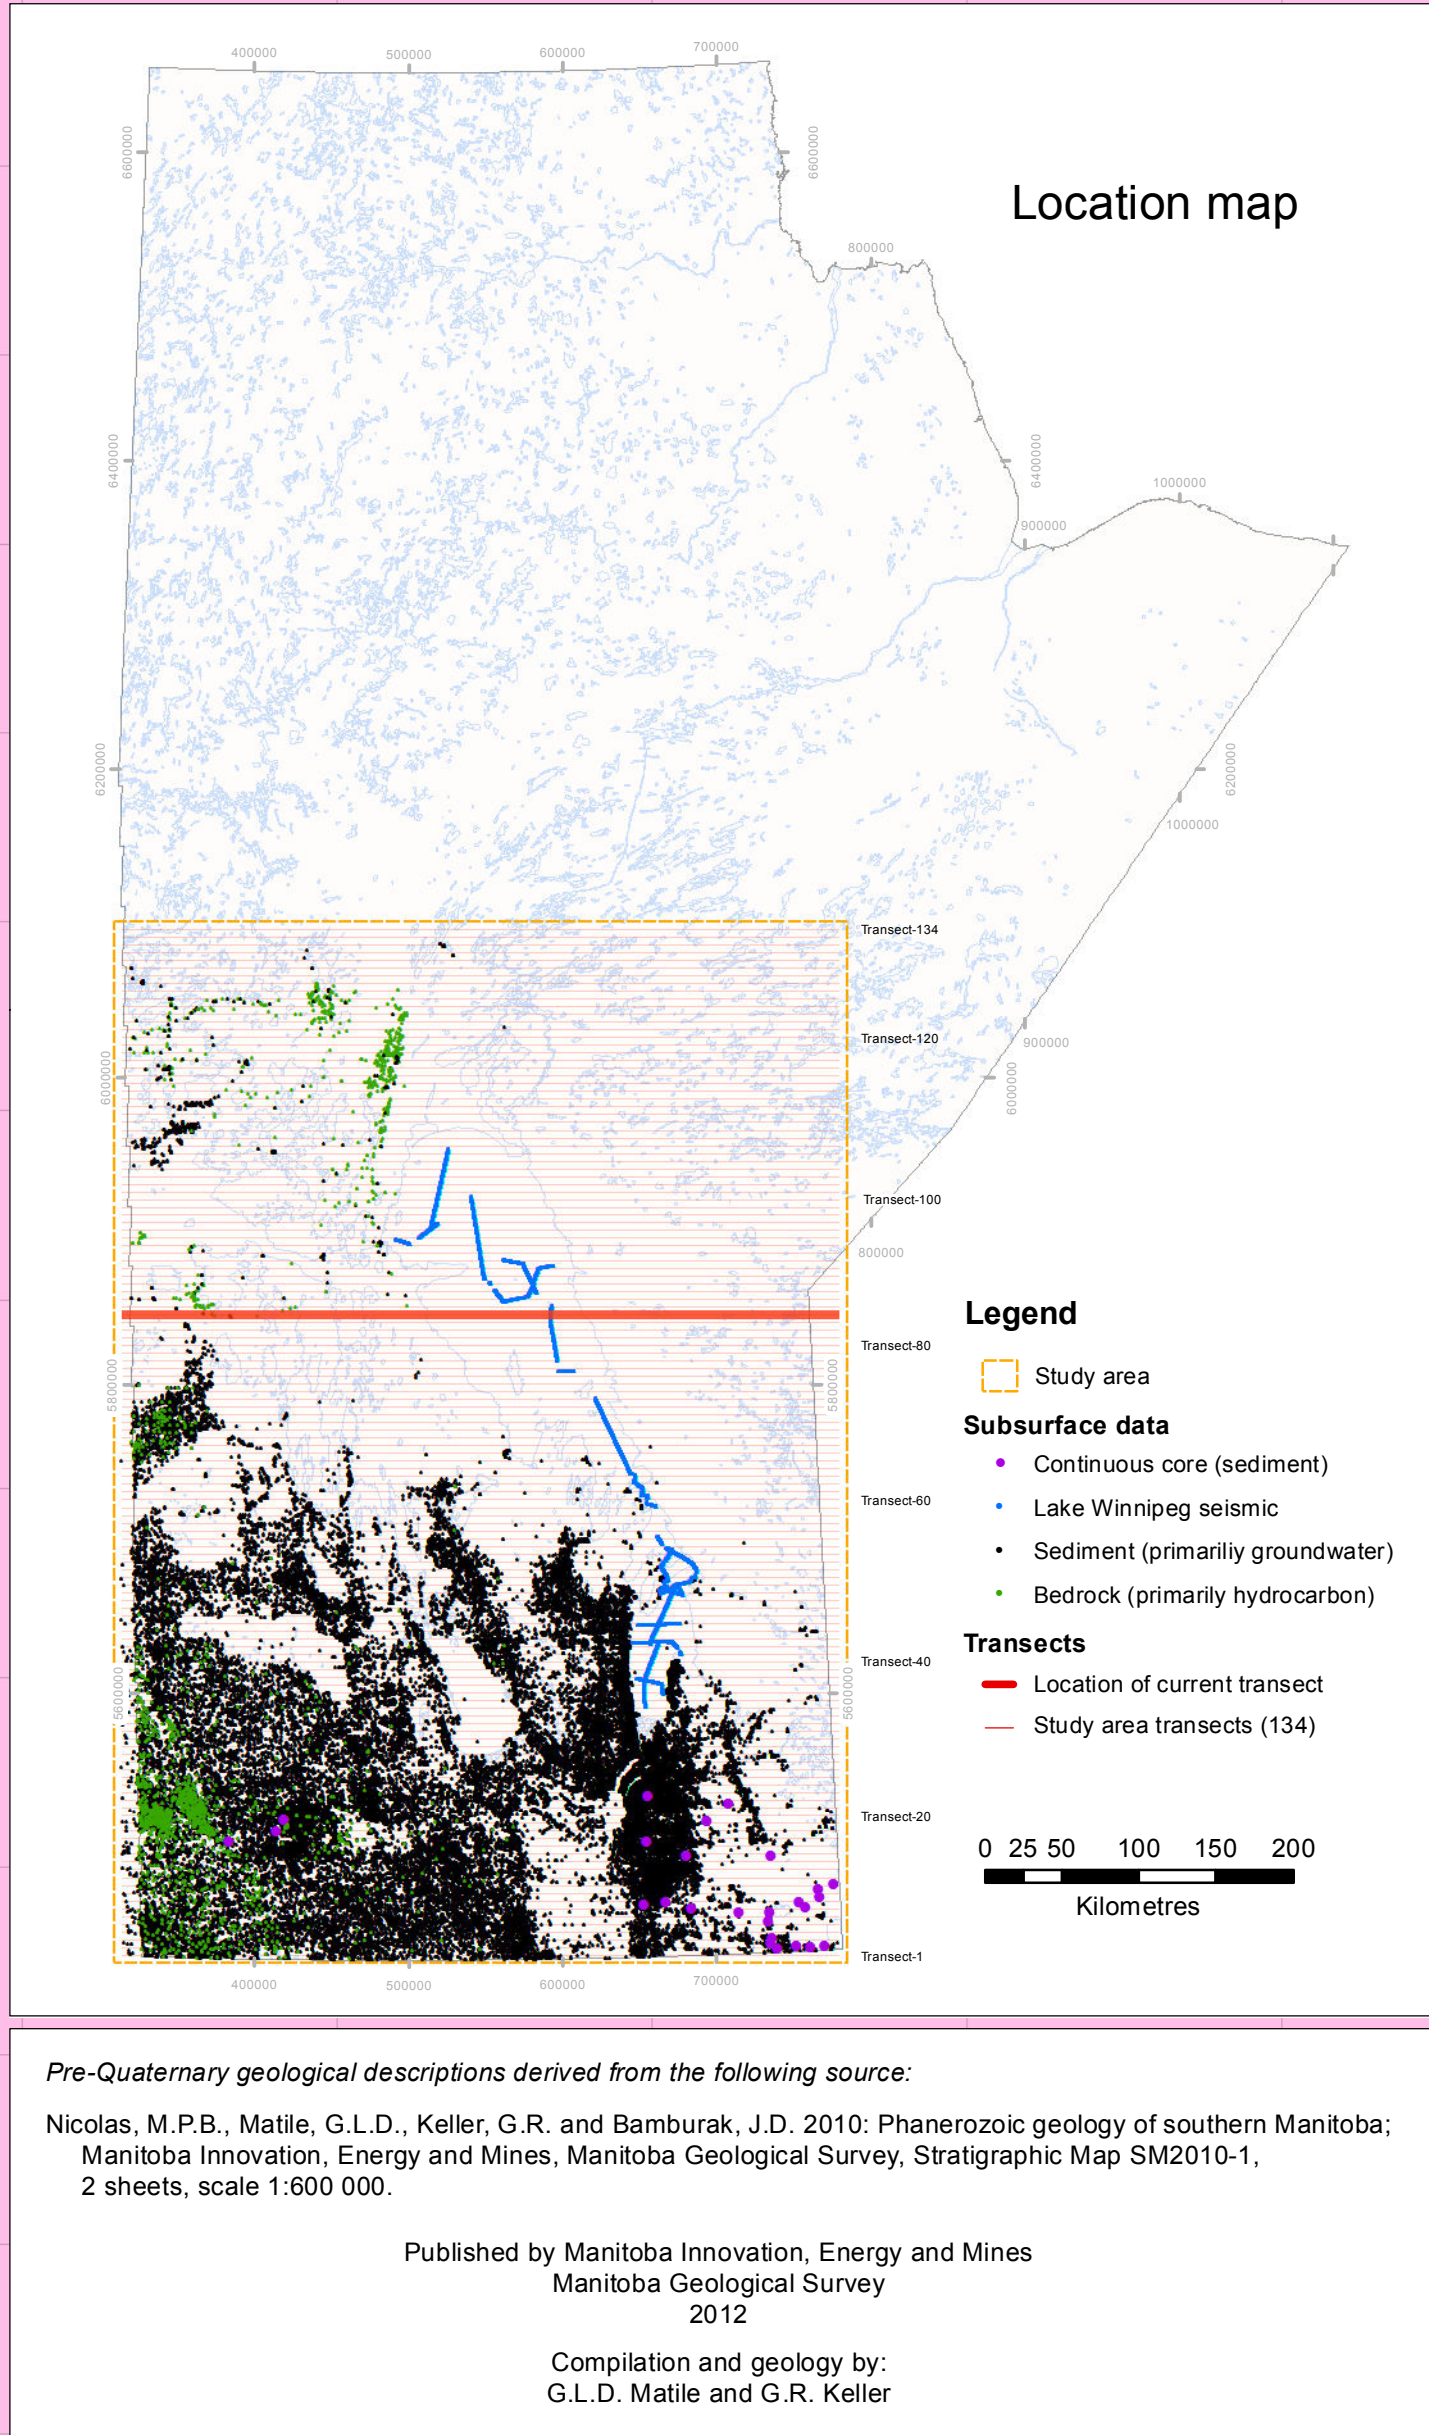 Location map
400000
500000
600000
700000
6600000
6600000
800000
6400000
6400000
1000000
900000
6200000
6200000
1000000
Transect-134
Transect-120
900000
6000000
6000000
Transect-100
800000
Transect-80
5800000
5800000
Transect-60
Transect-40
5600000
5600000
Transect-20
Transect-1
400000
500000
600000
700000
Legend
Study area
Subsurface data
Continuous core (sediment)
Lake Winnipeg seismic
Sediment (primariliy groundwater)
Bedrock (primarily hydrocarbon)
Transects
Location of current transect
Study area transects (134)
0 25 50 100 150 200
Kilometres
Pre-Quaternary geological descriptions derived from the following source:
Nicolas, M.P.B., Matile, G.L.D., Keller, G.R. and Bamburak, J.D. 2010: Phanerozoic geology of southern Manitoba;
Manitoba Innovation, Energy and Mines, Manitoba Geological Survey, Stratigraphic Map SM2010-1,
2 sheets, scale 1:600 000.
Published by Manitoba Innovation, Energy and Mines
Manitoba Geological Survey
2012
Compilation and geology by:
G.L.D. Matile and G.R. Keller